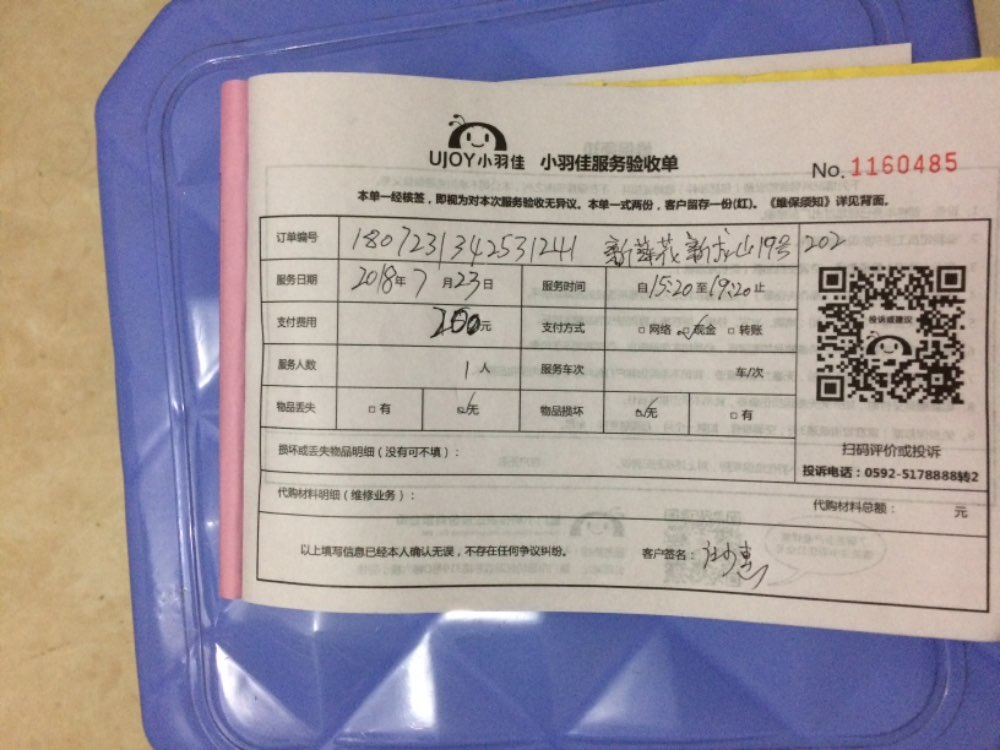 UJOY小羽佳 小羽佳服务验收单
No. 1160485
本单一经核签，即视为对本次服务验收无异议。本单一式两份，客户留存一份(红)。《维保须知》详见背面。
订单编号 1807231342531241 新莲花新龙山19号202
服务日期 2018年7月23日 服务时间 自15:20至19:20止
支付费用 200元 支付方式 □网络 ☑现金 □转账
服务人数 1人 服务车次 车/次
物品丢失 □有 ☑无 物品损坏 ☑无 □有
投诉或建议
扫码评价或投诉
投诉电话：0592-5178888转2
损坏或丢失物品明细（没有可不填）：
代购材料明细（维修业务）： 代购材料总额： 元
以上填写信息已经本人确认无误，不存在任何争议纠纷。 客户签名：